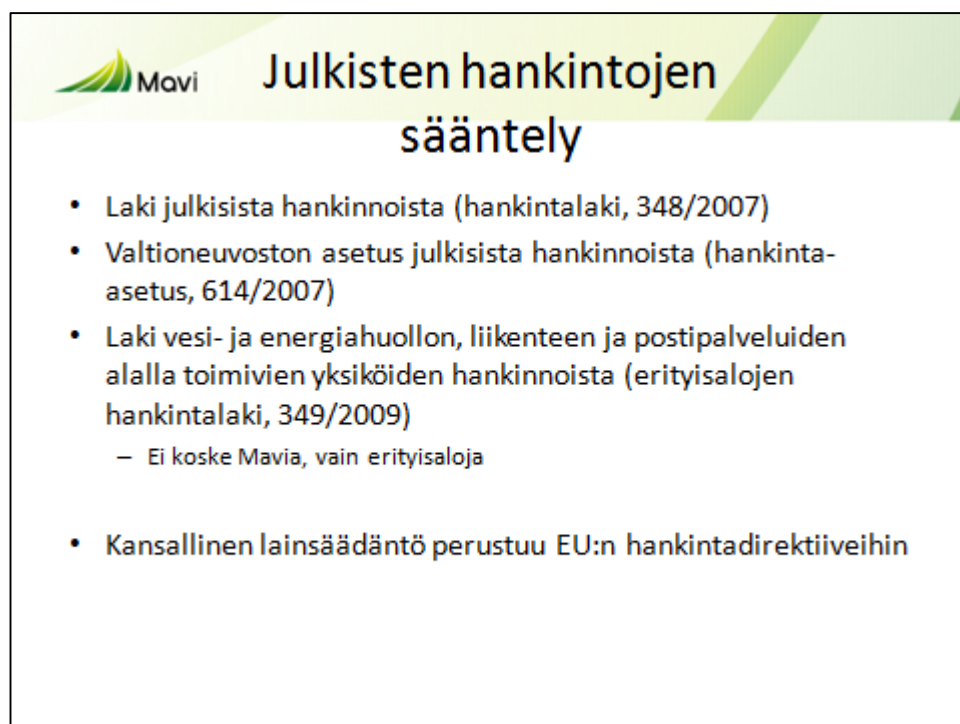 Mavi
Julkisten hankintojen
sääntely
• Laki julkisista hankinnoista (hankintalaki, 348/2007)
• Valtioneuvoston asetus julkisista hankinnoista (hankinta-
asetus, 614/2007)
• Laki vesi- ja energiahuollon, liikenteen ja postipalveluiden
alalla toimivien yksiköiden hankinnoista (erityisalojen
hankintalaki, 349/2009)
– Ei koske Mavia, vain erityisaloja
• Kansallinen lainsäädäntö perustuu EU:n hankintadirektiiveihin